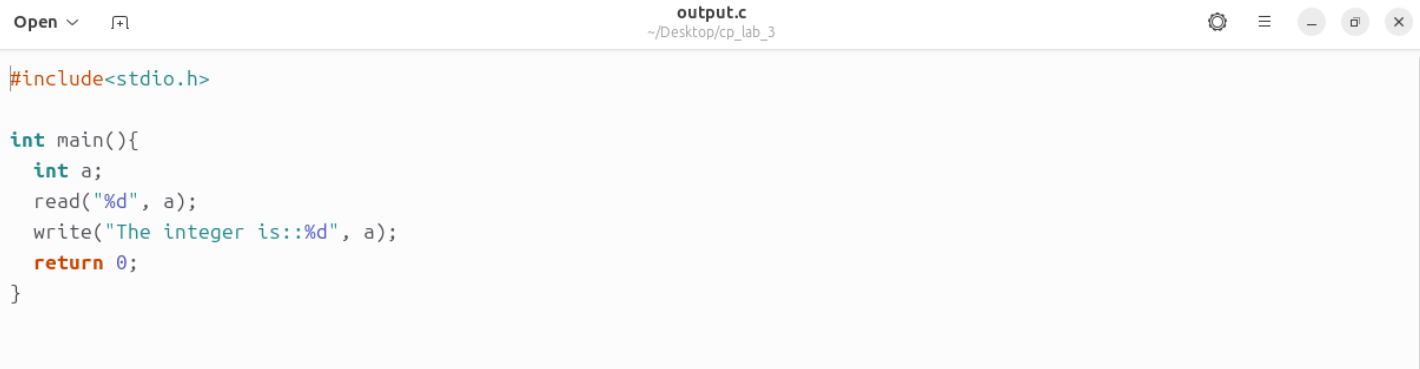 Open
output.c
~/Desktop/cp_lab_3
#include<stdio.h>
int main(){
  int a;
  read("%d", a);
  write("The integer is::%d", a);
  return 0;
}